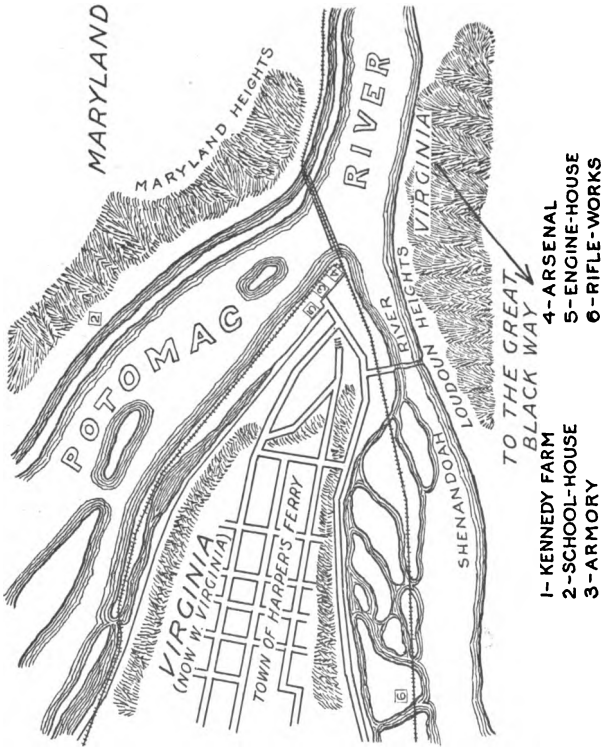 MARYLAND
MARYLAND HEIGHTS
2
POTOMAC
RIVER
5
3
4
VIRGINIA
(NOW W. VIRGINIA)
TOWN OF HARPER'S FERRY
6
SHENANDOAH
RIVER
LOUDOUN HEIGHTS
VIRGINIA
TO THE GREAT
BLACK WAY
1-KENNEDY FARM
2-SCHOOL-HOUSE
3-ARMORY
4-ARSENAL
5-ENGINE-HOUSE
6-RIFLE-WORKS